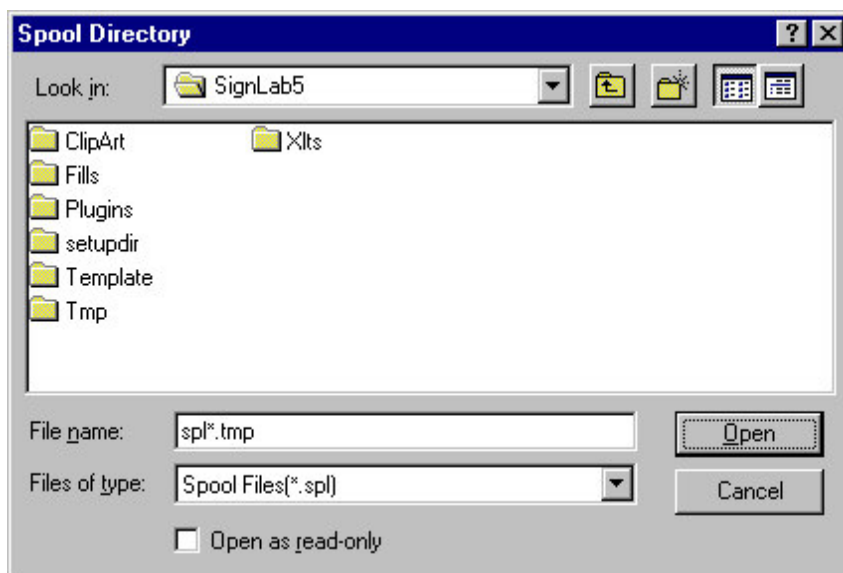 Spool Directory
Look in: SignLab5
ClipArt
Fills
Plugins
setupdir
Template
Tmp
Xlts
File name: spl*.tmp Open
Files of type: Spool Files(*.spl) Cancel
Open as read-only